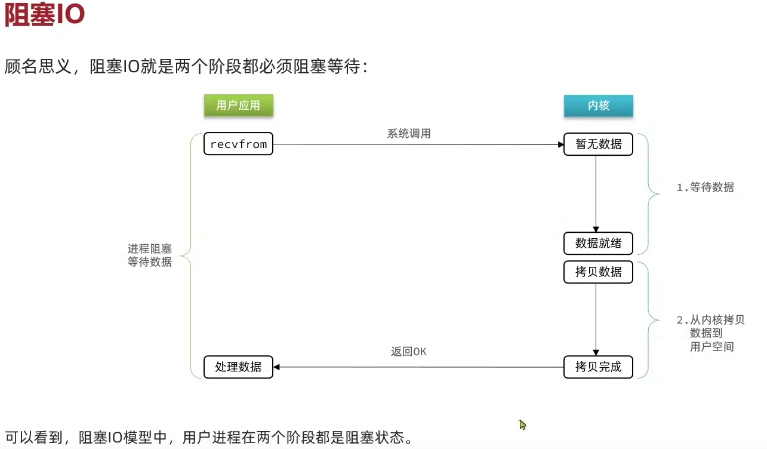 阻塞IO
顾名思义，阻塞IO就是两个阶段都必须阻塞等待：
用户应用
内核
recvfrom
系统调用
暂无数据
1.等待数据
进程阻塞
等待数据
数据就绪
拷贝数据
2.从内核拷贝
数据到
用户空间
处理数据
返回OK
拷贝完成
可以看到，阻塞IO模型中，用户进程在两个阶段都是阻塞状态。